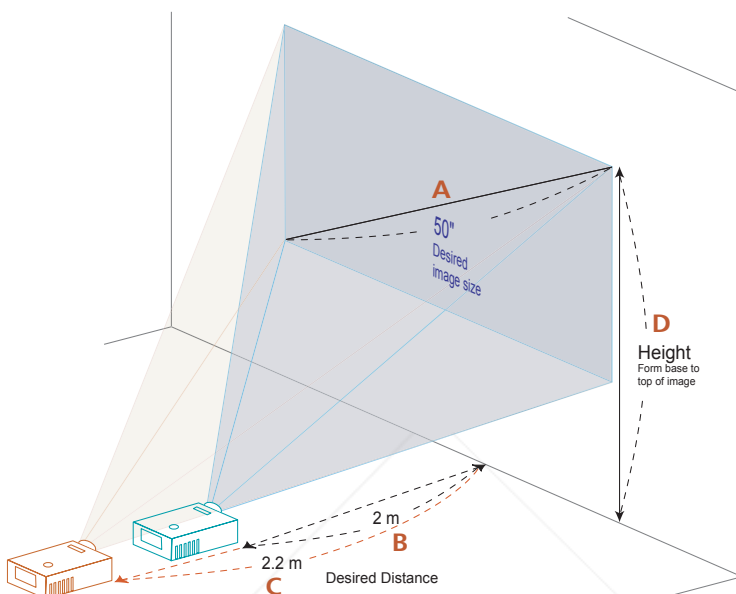 A
50"
Desired
image size
D
Height
Form base to
top of image
2 m
B
2.2 m
C
Desired Distance